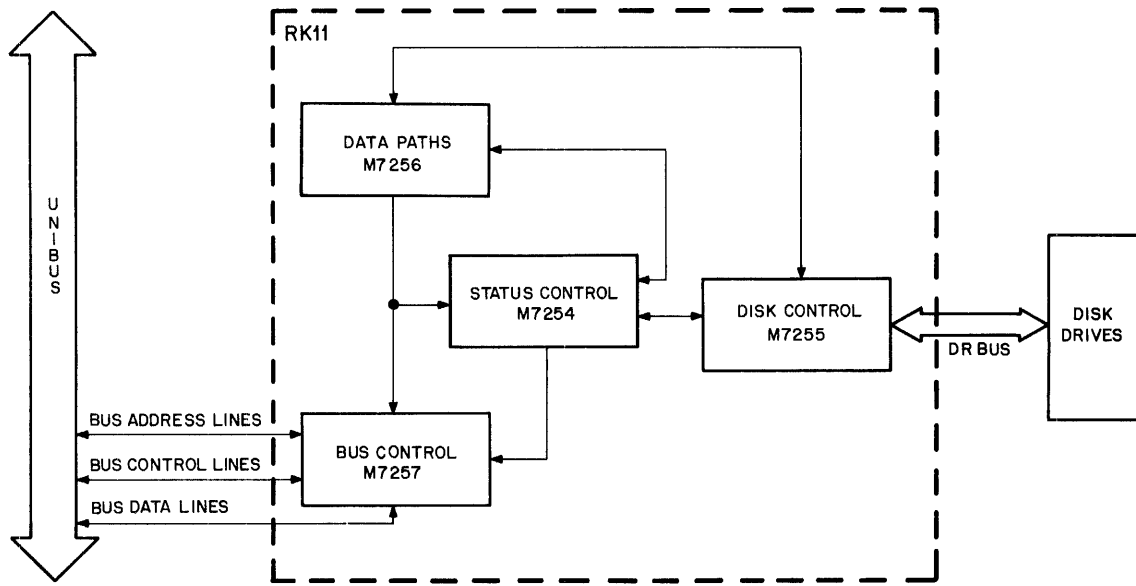 RK11
DATA PATHS
M7256
UNIBUS
STATUS CONTROL
M7254
DISK CONTROL
M7255
DISK
DRIVES
DR BUS
BUS ADDRESS LINES
BUS CONTROL
M7257
BUS CONTROL LINES
BUS DATA LINES